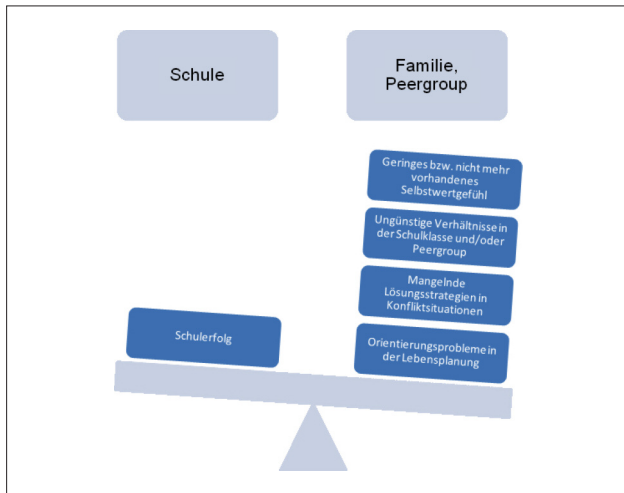 Schule
Familie,
Peergroup
Geringes bzw. nicht mehr
vorhandenes
Selbstwertgefühl
Ungünstige Verhältnisse in
der Schulklasse und/oder
Peergroup
Mangelnde
Lösungsstrategien in
Konfliktsituationen
Schulerfolg
Orientierungsprobleme in
der Lebensplanung